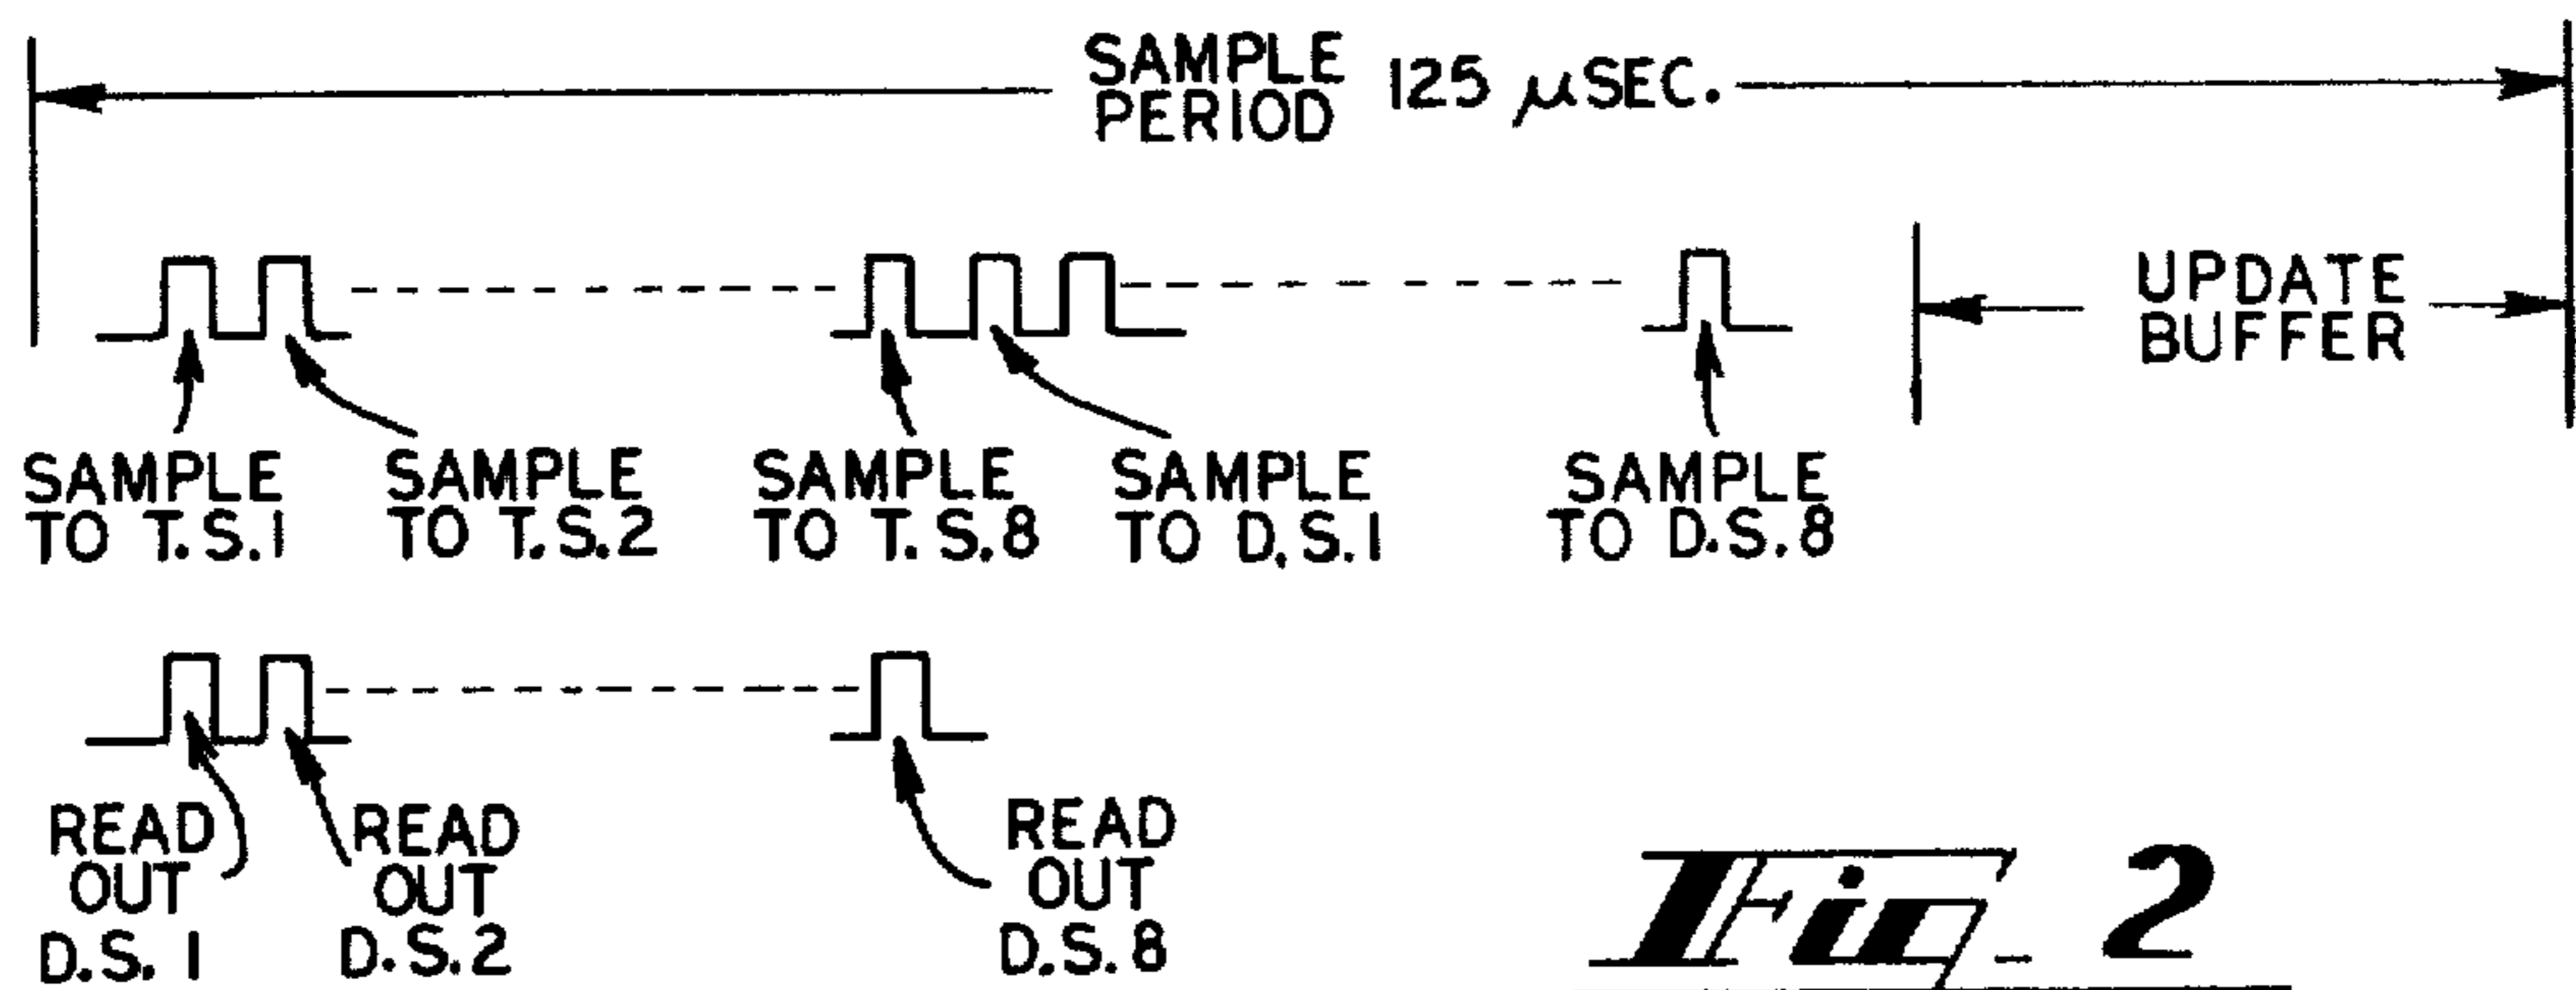 SAMPLE
PERIOD 125 μSEC.
UPDATE
BUFFER
SAMPLE
TO T.S.1
SAMPLE
TO T.S.2
SAMPLE
TO T.S.8
SAMPLE
TO D.S.1
SAMPLE
TO D.S.8
READ
OUT
D.S. 1
READ
OUT
D.S.2
READ
OUT
D.S.8
Fig- 2